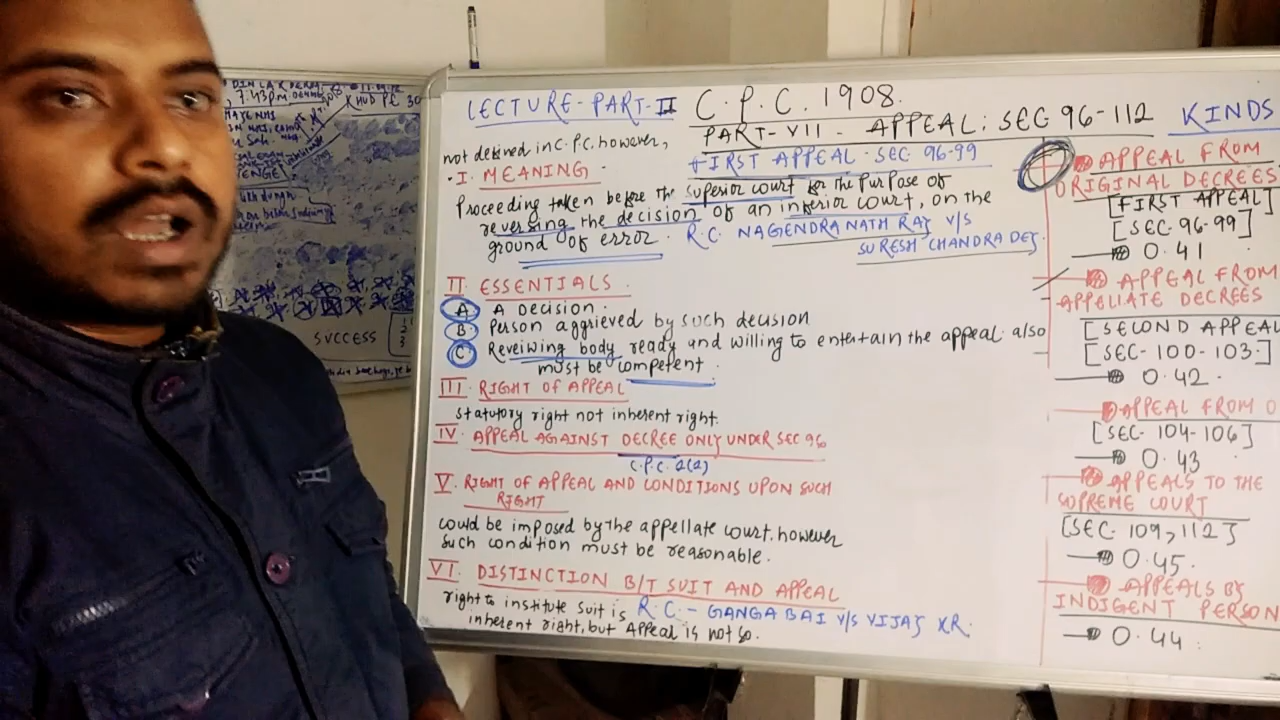 LECTURE-PART-II C.P.C. 1908.
PART-VII - APPEAL: SEC 96-112
not defined in C.P.C. however,
FIRST APPEAL - SEC. 96-99
I. MEANING
Proceeding taken before the superior court for the Purpose of
reversing the decision of an inferior court, on the
ground of error. R.C. NAGENDRA NATH RAJ V/S
SURESH CHANDRA DEJ
II ESSENTIALS
A A Decision.
B. Person aggrieved by such decision
C. Reveiwing body ready and willing to entertain the appeal also
must be competent.
III. RIGHT OF APPEAL
statutory right not inherent right.
IV. APPEAL AGAINST DECREE ONLY UNDER SEC 96
C.P.C. 2(2)
V. RIGHT OF APPEAL AND CONDITIONS UPON SUCH
RIGHT
could be imposed by the appellate court, however
such condition must be reasonable.
VI. DISTINCTION B/T SUIT AND APPEAL
right to institute suit is R.C. - GANGA BAI V/S VIJAJ KR.
inherent right, but Appeal is not so.
KINDS
APPEAL FROM
ORIGINAL DECREES
[FIRST APPEAL]
[SEC-96-99]
O.41
APPEAL FROM
APPELLATE DECREES
[SECOND APPEAL
[SEC-100-103.]
O.42.
APPEAL FROM O
[SEC-104-106]
O.43
APPEALS TO THE
SUPREME COURT
[SEC-109,112]
O.45.
APPEALS BY
INDIGENT PERSON
O.44
7.43 P.M.
SUCCESS